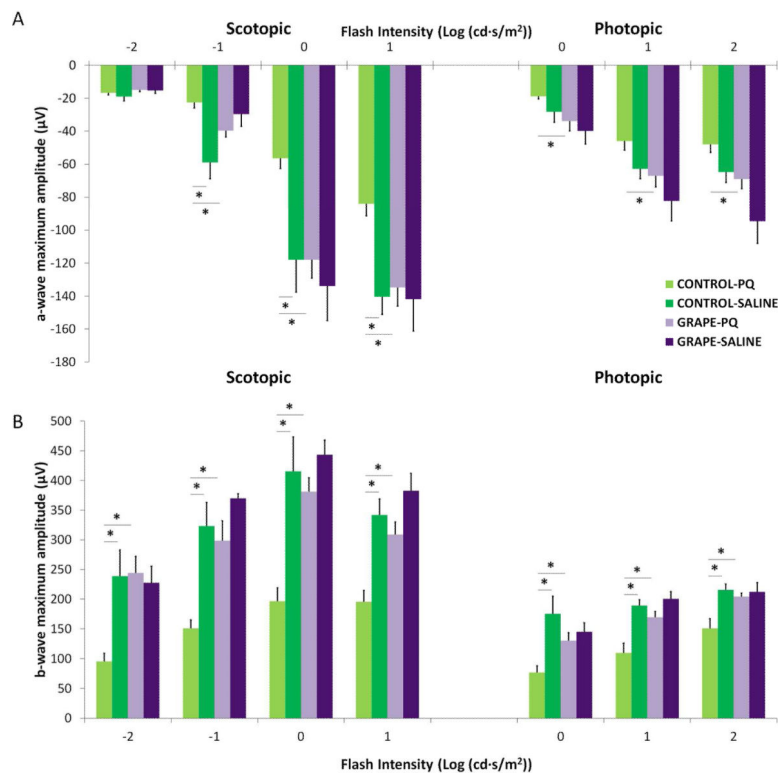 A
Scotopic
Flash Intensity (Log (cd·s/m²))
Photopic
-2 -1 0 1 0 1 2
0
-20
-40
-60
-80
-100
-120
-140
-160
-180
a-wave maximum amplitude (µV)
* * * * * * * * *
CONTROL-PQ
CONTROL-SALINE
GRAPE-PQ
GRAPE-SALINE
Scotopic
Photopic
B
500
450
400
350
300
250
200
150
100
50
0
b-wave maximum amplitude (µV)
* * * * * * * * * * * * * *
-2 -1 0 1 0 1 2
Flash Intensity (Log (cd·s/m²))